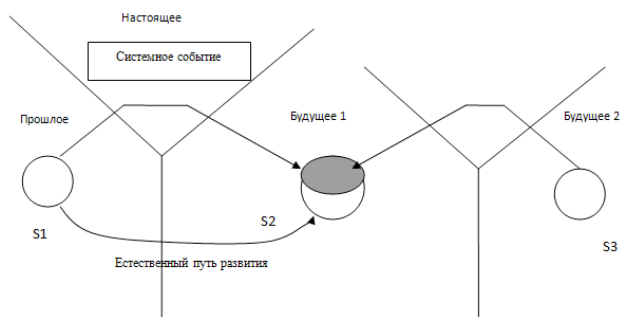 Настоящее
Системное событие
Прошлое
Будущее 1
Будущее 2
S1
S2
S3
Естественный путь развития